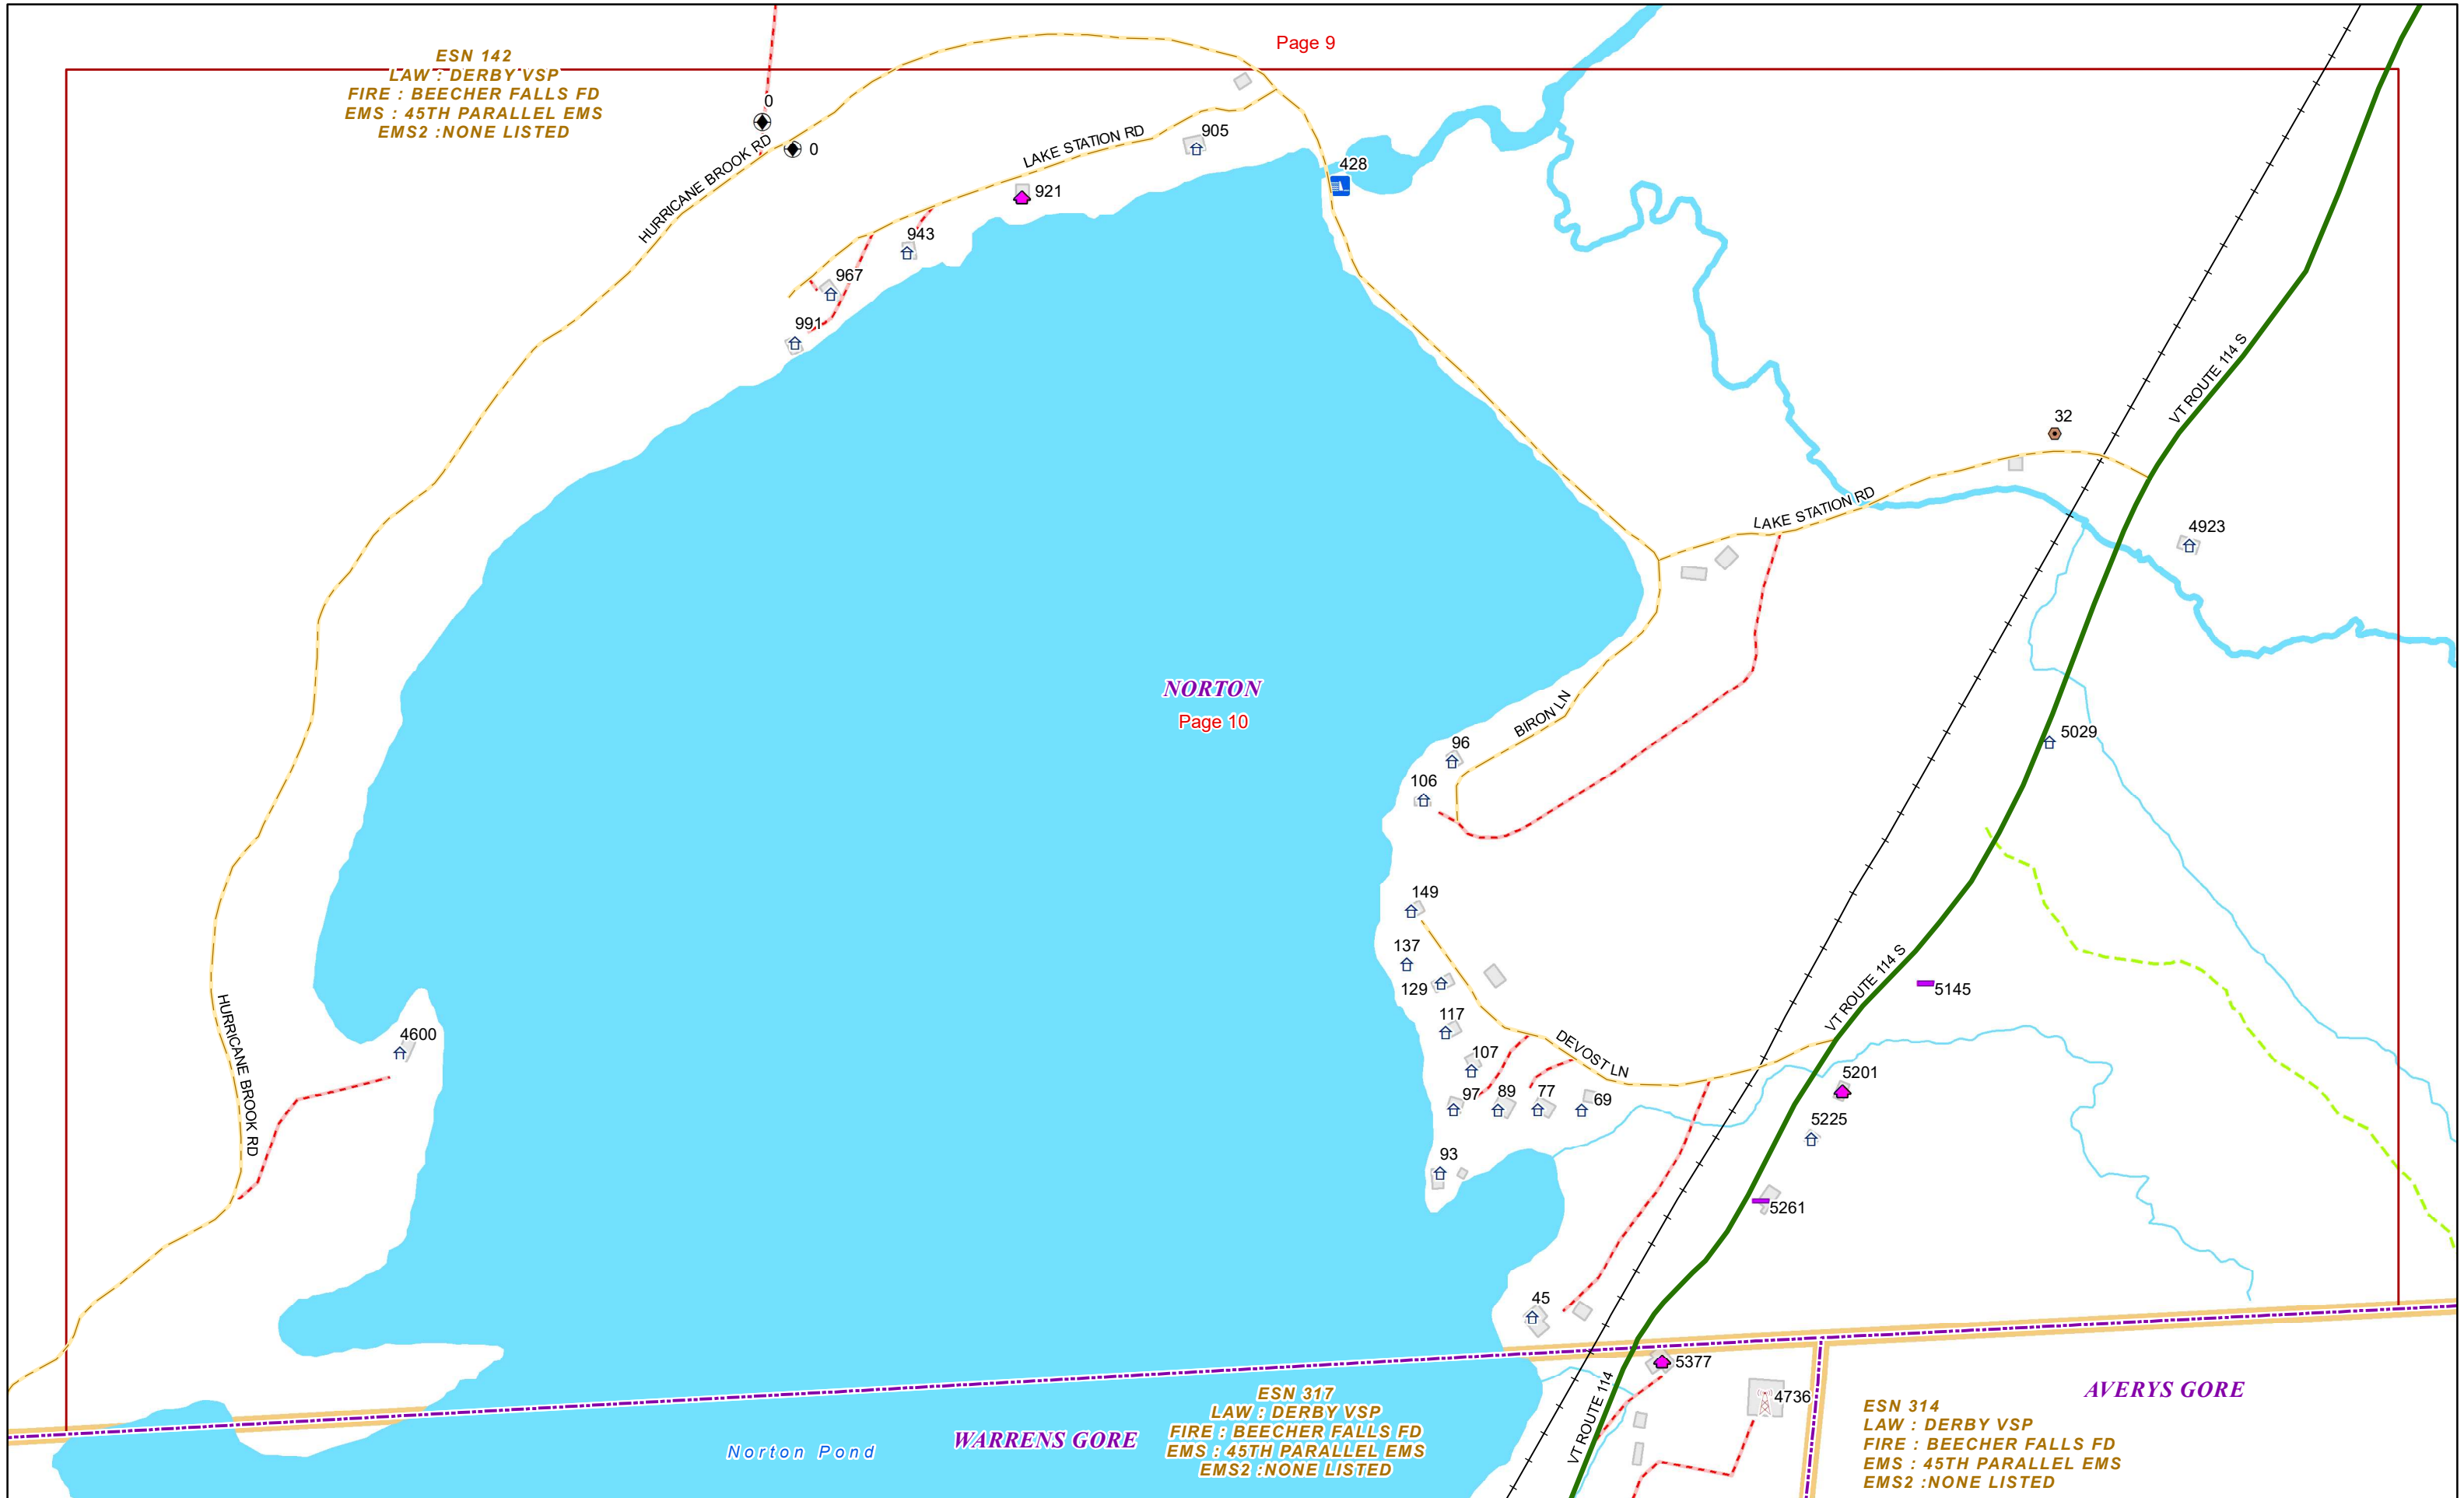 Page 9
ESN 142
LAW : DERBY VSP
FIRE : BEECHER FALLS FD
EMS : 45TH PARALLEL EMS
EMS2 :NONE LISTED
0
0
HURRICANE BROOK RD
LAKE STATION RD
905
428
921
943
967
991
VT ROUTE 114 S
32
LAKE STATION RD
4923
NORTON
Page 10
BIRON LN
5029
96
106
149
137
129
VT ROUTE 114 S
5145
117
107
DEVOST LN
HURRICANE BROOK RD
4600
97
89
77
69
5201
5225
93
5261
45
5377
4736
VT ROUTE 114
AVERYS GORE
ESN 317
LAW : DERBY VSP
FIRE : BEECHER FALLS FD
EMS : 45TH PARALLEL EMS
EMS2 :NONE LISTED
WARRENS GORE
Norton Pond
ESN 314
LAW : DERBY VSP
FIRE : BEECHER FALLS FD
EMS : 45TH PARALLEL EMS
EMS2 :NONE LISTED